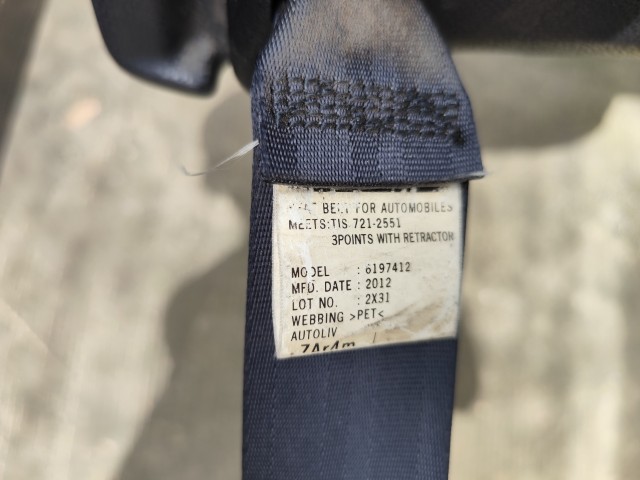 SEAT BELT FOR AUTOMOBILES
MEETS:TIS 721-2551
3POINTS WITH RETRACTOR
MODEL : 6197412
MFD. DATE : 2012
LOT NO. : 2X31
WEBBING >PET<
AUTOLIV